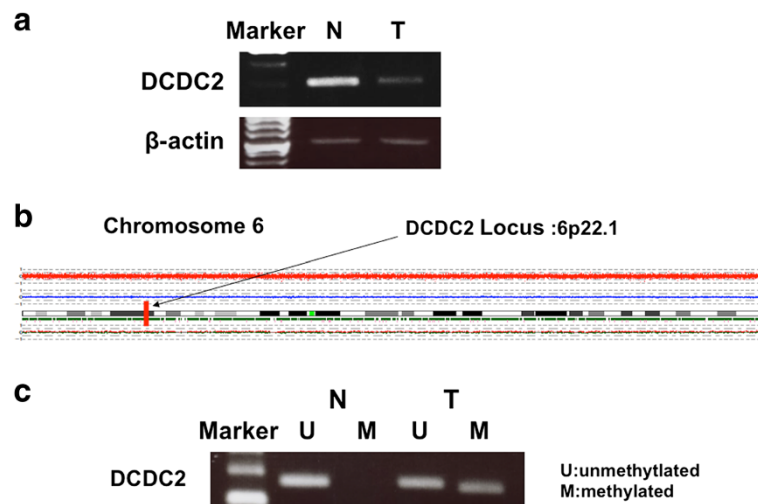 a
Marker N T
DCDC2
β-actin
b
Chromosome 6
DCDC2 Locus :6p22.1
c
N T
Marker U M U M
DCDC2
U:unmethytlated
M:methylated